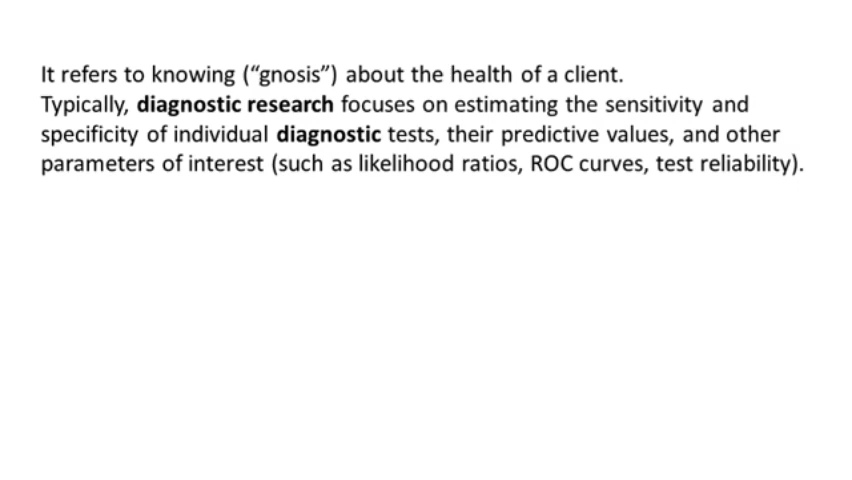 It refers to knowing (“gnosis”) about the health of a client.
Typically, diagnostic research focuses on estimating the sensitivity and
specificity of individual diagnostic tests, their predictive values, and other
parameters of interest (such as likelihood ratios, ROC curves, test reliability).